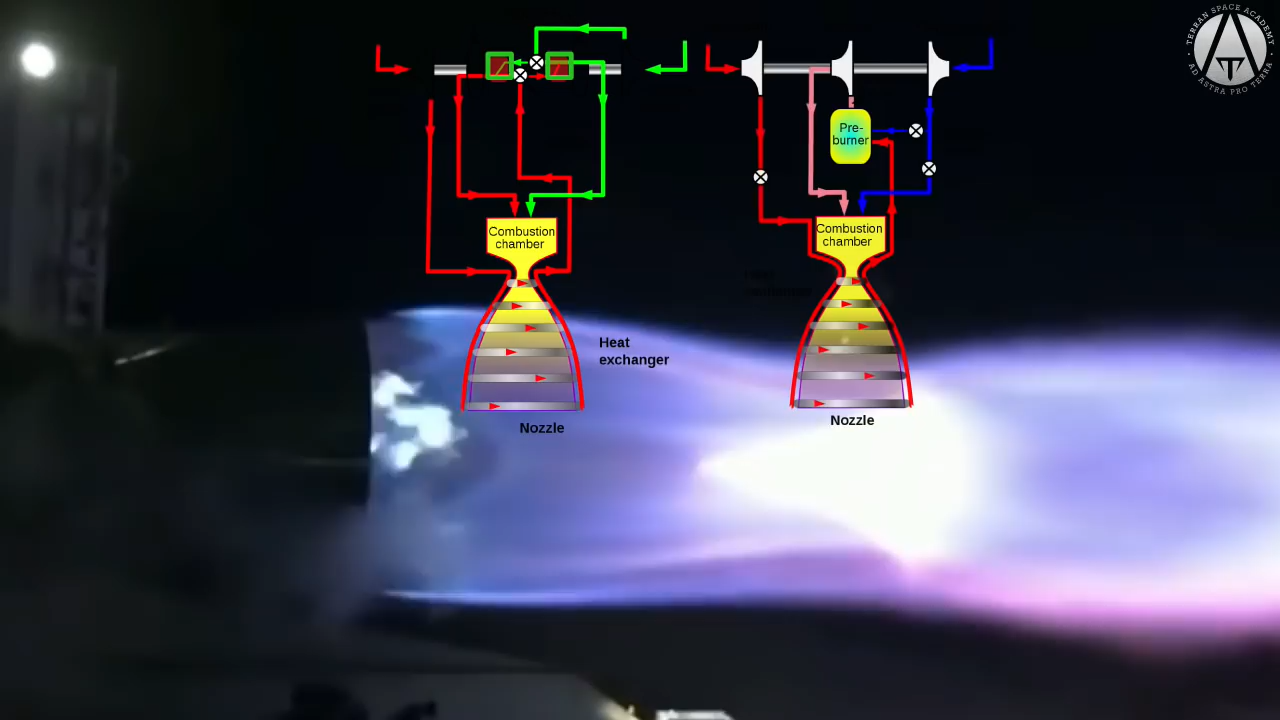 TERRAN SPACE ACADEMY
AD ASTRA PRO TERRA
Pre-
burner
Combustion
chamber
Combustion
chamber
Heat
exchanger
Nozzle
Nozzle